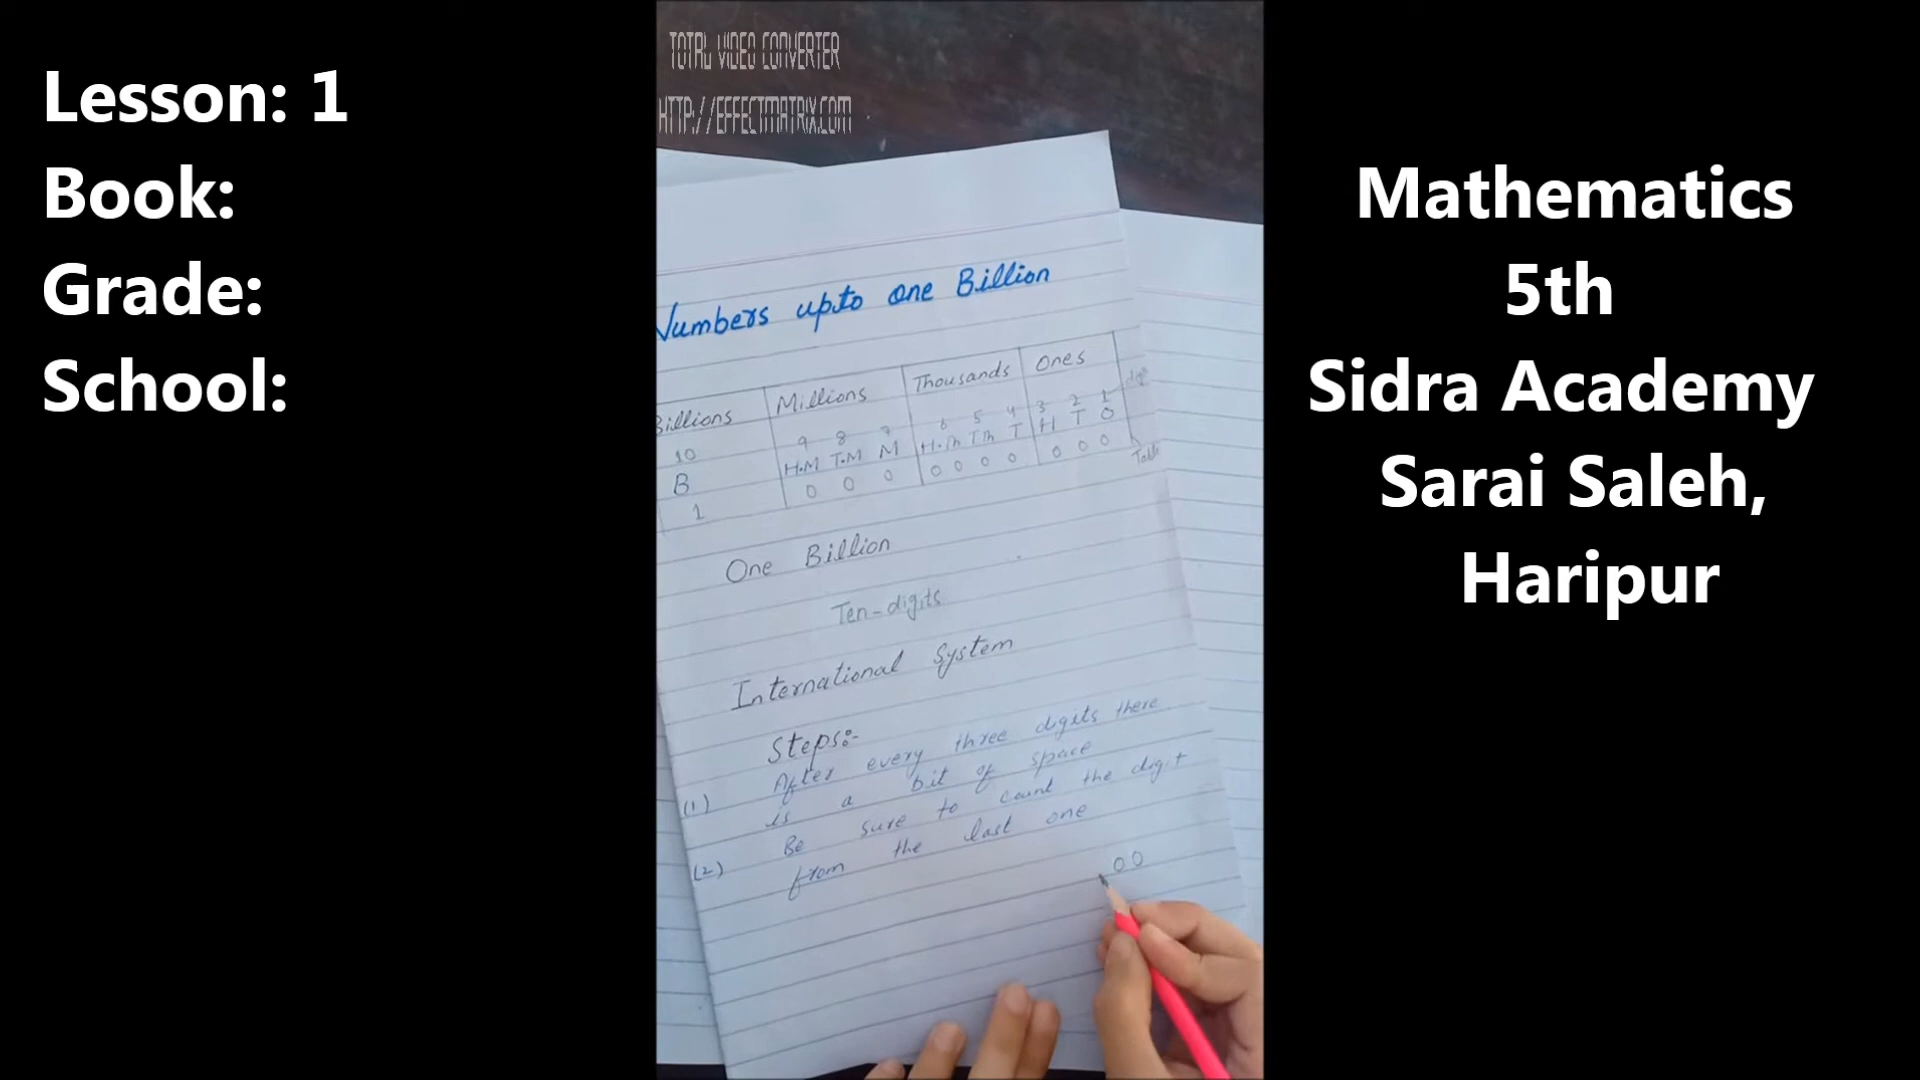 Lesson: 1
Book:
Grade:
School:
TOTAL VIDEO CONVERTER
HTTP://EFFECTMATRIX.COM
Numbers upto one Billion
Billions Millions Thousands Ones
10 9 8 7 6 5 4 3 2 1
B H.M T.M M H.Th T Th T H T O
1 0 0 0 0 0 0 0 0 0 0
One Billion
Ten-digits
International System
Steps:-
(1) After every three digits there
is a bit of space
(2) Be sure to count the digit
from the last one
00
Mathematics
5th
Sidra Academy
Sarai Saleh,
Haripur